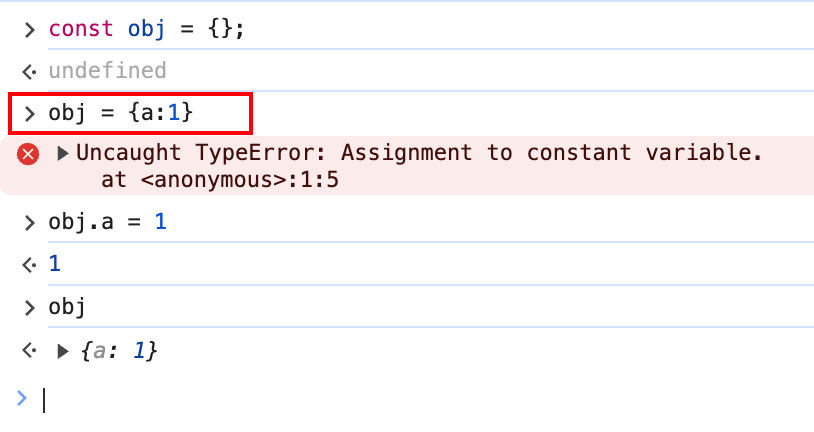 const obj = {};
undefined
obj = {a:1}
Uncaught TypeError: Assignment to constant variable.
at <anonymous>:1:5
obj.a = 1
1
obj
{a: 1}